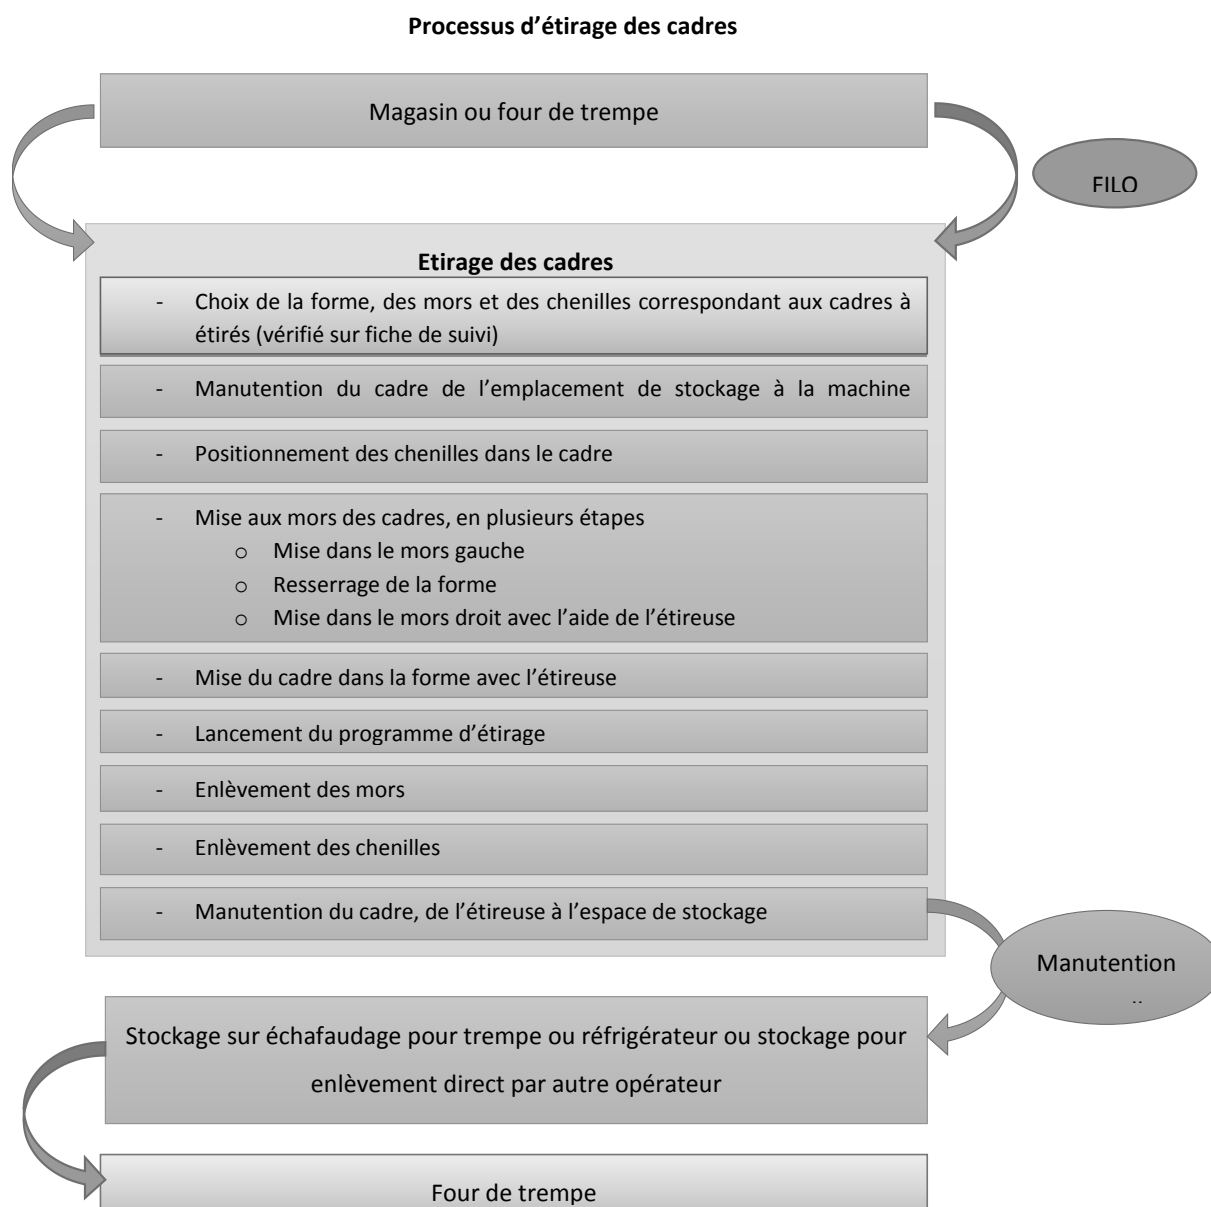 Processus d’étirage des cadres
Magasin ou four de trempe
FILO
Etirage des cadres
- Choix de la forme, des mors et des chenilles correspondant aux cadres à
étirés (vérifié sur fiche de suivi)
- Manutention du cadre de l’emplacement de stockage à la machine
- Positionnement des chenilles dans le cadre
- Mise aux mors des cadres, en plusieurs étapes
o Mise dans le mors gauche
o Resserrage de la forme
o Mise dans le mors droit avec l’aide de l’étireuse
- Mise du cadre dans la forme avec l’étireuse
- Lancement du programme d’étirage
- Enlèvement des mors
- Enlèvement des chenilles
- Manutention du cadre, de l’étireuse à l’espace de stockage
Manutention
Stockage sur échafaudage pour trempe ou réfrigérateur ou stockage pour
enlèvement direct par autre opérateur
Four de trempe